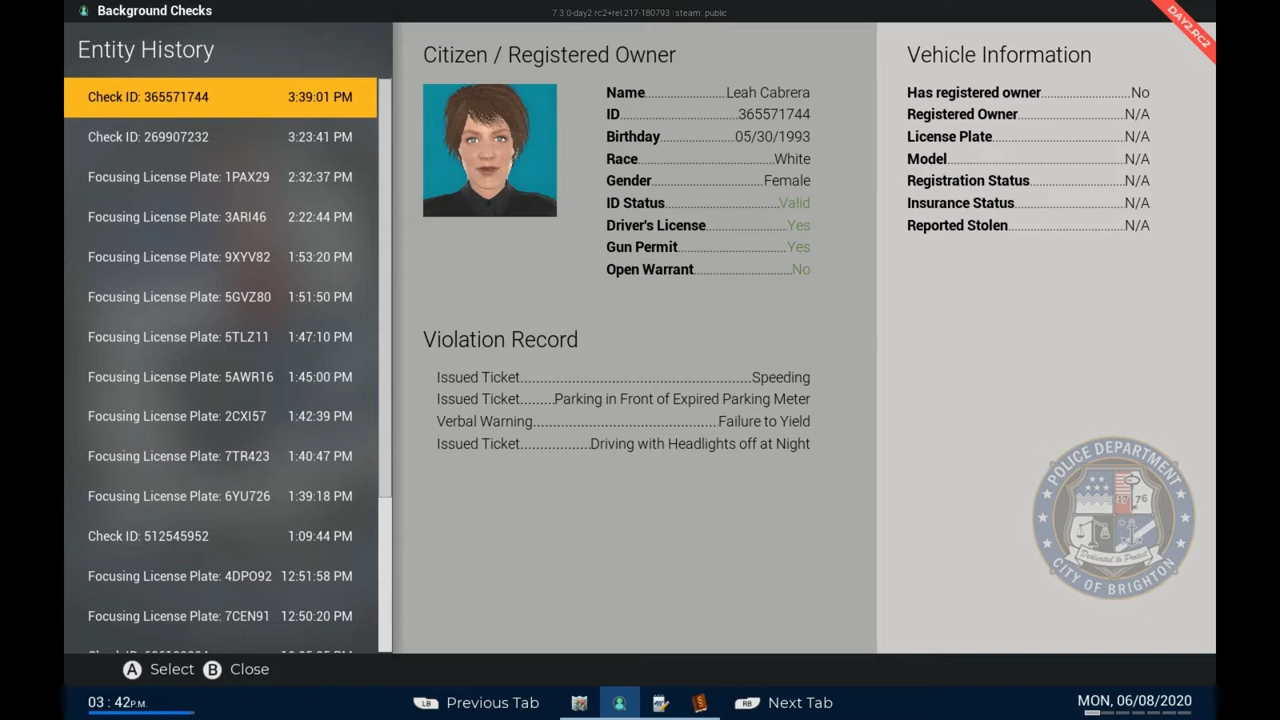 Background Checks
7.3.0-day2.rc2+rel.217-180793 | steam: public
DAY2.RC2
Entity History
Check ID: 365571744 3:39:01 PM
Check ID: 269907232 3:23:41 PM
Focusing License Plate: 1PAX29 2:32:37 PM
Focusing License Plate: 3ARI46 2:22:44 PM
Focusing License Plate: 9XYV82 1:53:20 PM
Focusing License Plate: 5GVZ80 1:51:50 PM
Focusing License Plate: 5TLZ11 1:47:10 PM
Focusing License Plate: 5AWR16 1:45:00 PM
Focusing License Plate: 2CXI57 1:42:39 PM
Focusing License Plate: 7TR423 1:40:47 PM
Focusing License Plate: 6YU726 1:39:18 PM
Check ID: 512545952 1:09:44 PM
Focusing License Plate: 4DPO92 12:51:58 PM
Focusing License Plate: 7CEN91 12:50:20 PM
Citizen / Registered Owner
Name Leah Cabrera
ID 365571744
Birthday 05/30/1993
Race White
Gender Female
ID Status Valid
Driver's License Yes
Gun Permit Yes
Open Warrant No
Violation Record
Issued Ticket Speeding
Issued Ticket Parking in Front of Expired Parking Meter
Verbal Warning Failure to Yield
Issued Ticket Driving with Headlights off at Night
Vehicle Information
Has registered owner No
Registered Owner N/A
License Plate N/A
Model N/A
Registration Status N/A
Insurance Status N/A
Reported Stolen N/A
POLICE DEPARTMENT
17 76
Dedicated to Protect
CITY OF BRIGHTON
A Select B Close
03 : 42 P.M.
LB Previous Tab
RB Next Tab
MON, 06/08/2020